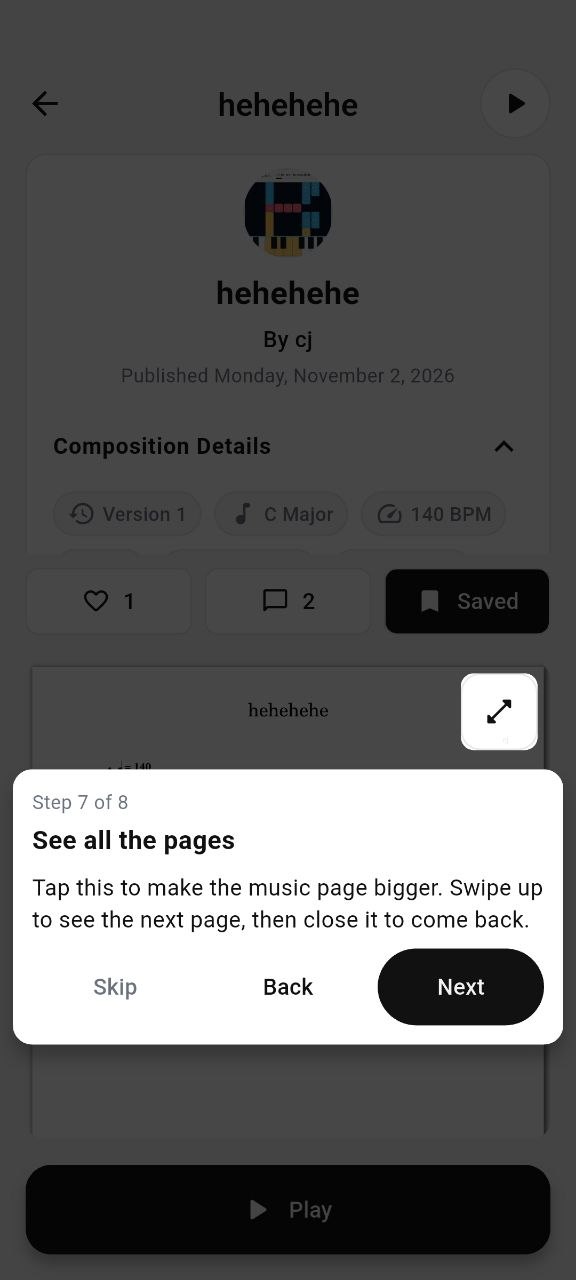 hehehehe
hehehehe
By cj
Published Monday, November 2, 2026
Composition Details
Version 1
C Major
140 BPM
1
2
Saved
hehehehe
= 140
Step 7 of 8
See all the pages
Tap this to make the music page bigger. Swipe up
to see the next page, then close it to come back.
Skip
Back
Next
Play